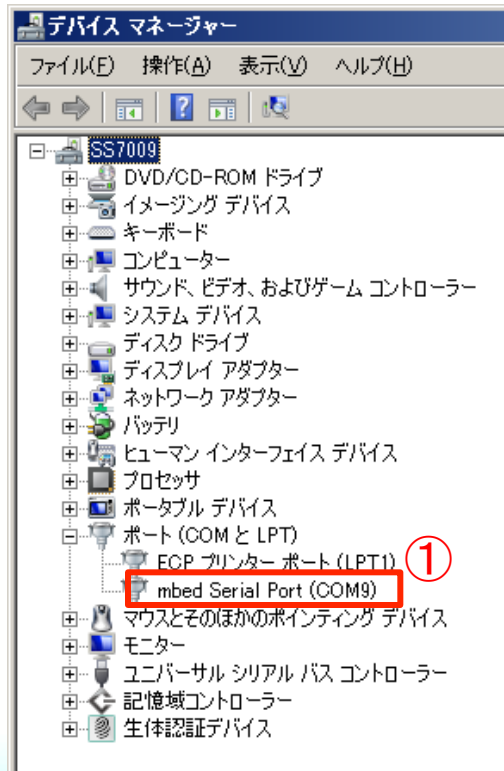 デバイス マネージャー
ファイル(F) 操作(A) 表示(V) ヘルプ(H)
SS7009
DVD/CD-ROM ドライブ
イメージング デバイス
キーボード
コンピューター
サウンド、ビデオ、およびゲーム コントローラー
システム デバイス
ディスク ドライブ
ディスプレイ アダプター
ネットワーク アダプター
バッテリ
ヒューマン インターフェイス デバイス
プロセッサ
ポータブル デバイス
ポート (COM と LPT)
ECP プリンター ポート (LPT1)
①
mbed Serial Port (COM9)
マウスとそのほかのポインティング デバイス
モニター
ユニバーサル シリアル バス コントローラー
記憶域コントローラー
生体認証デバイス